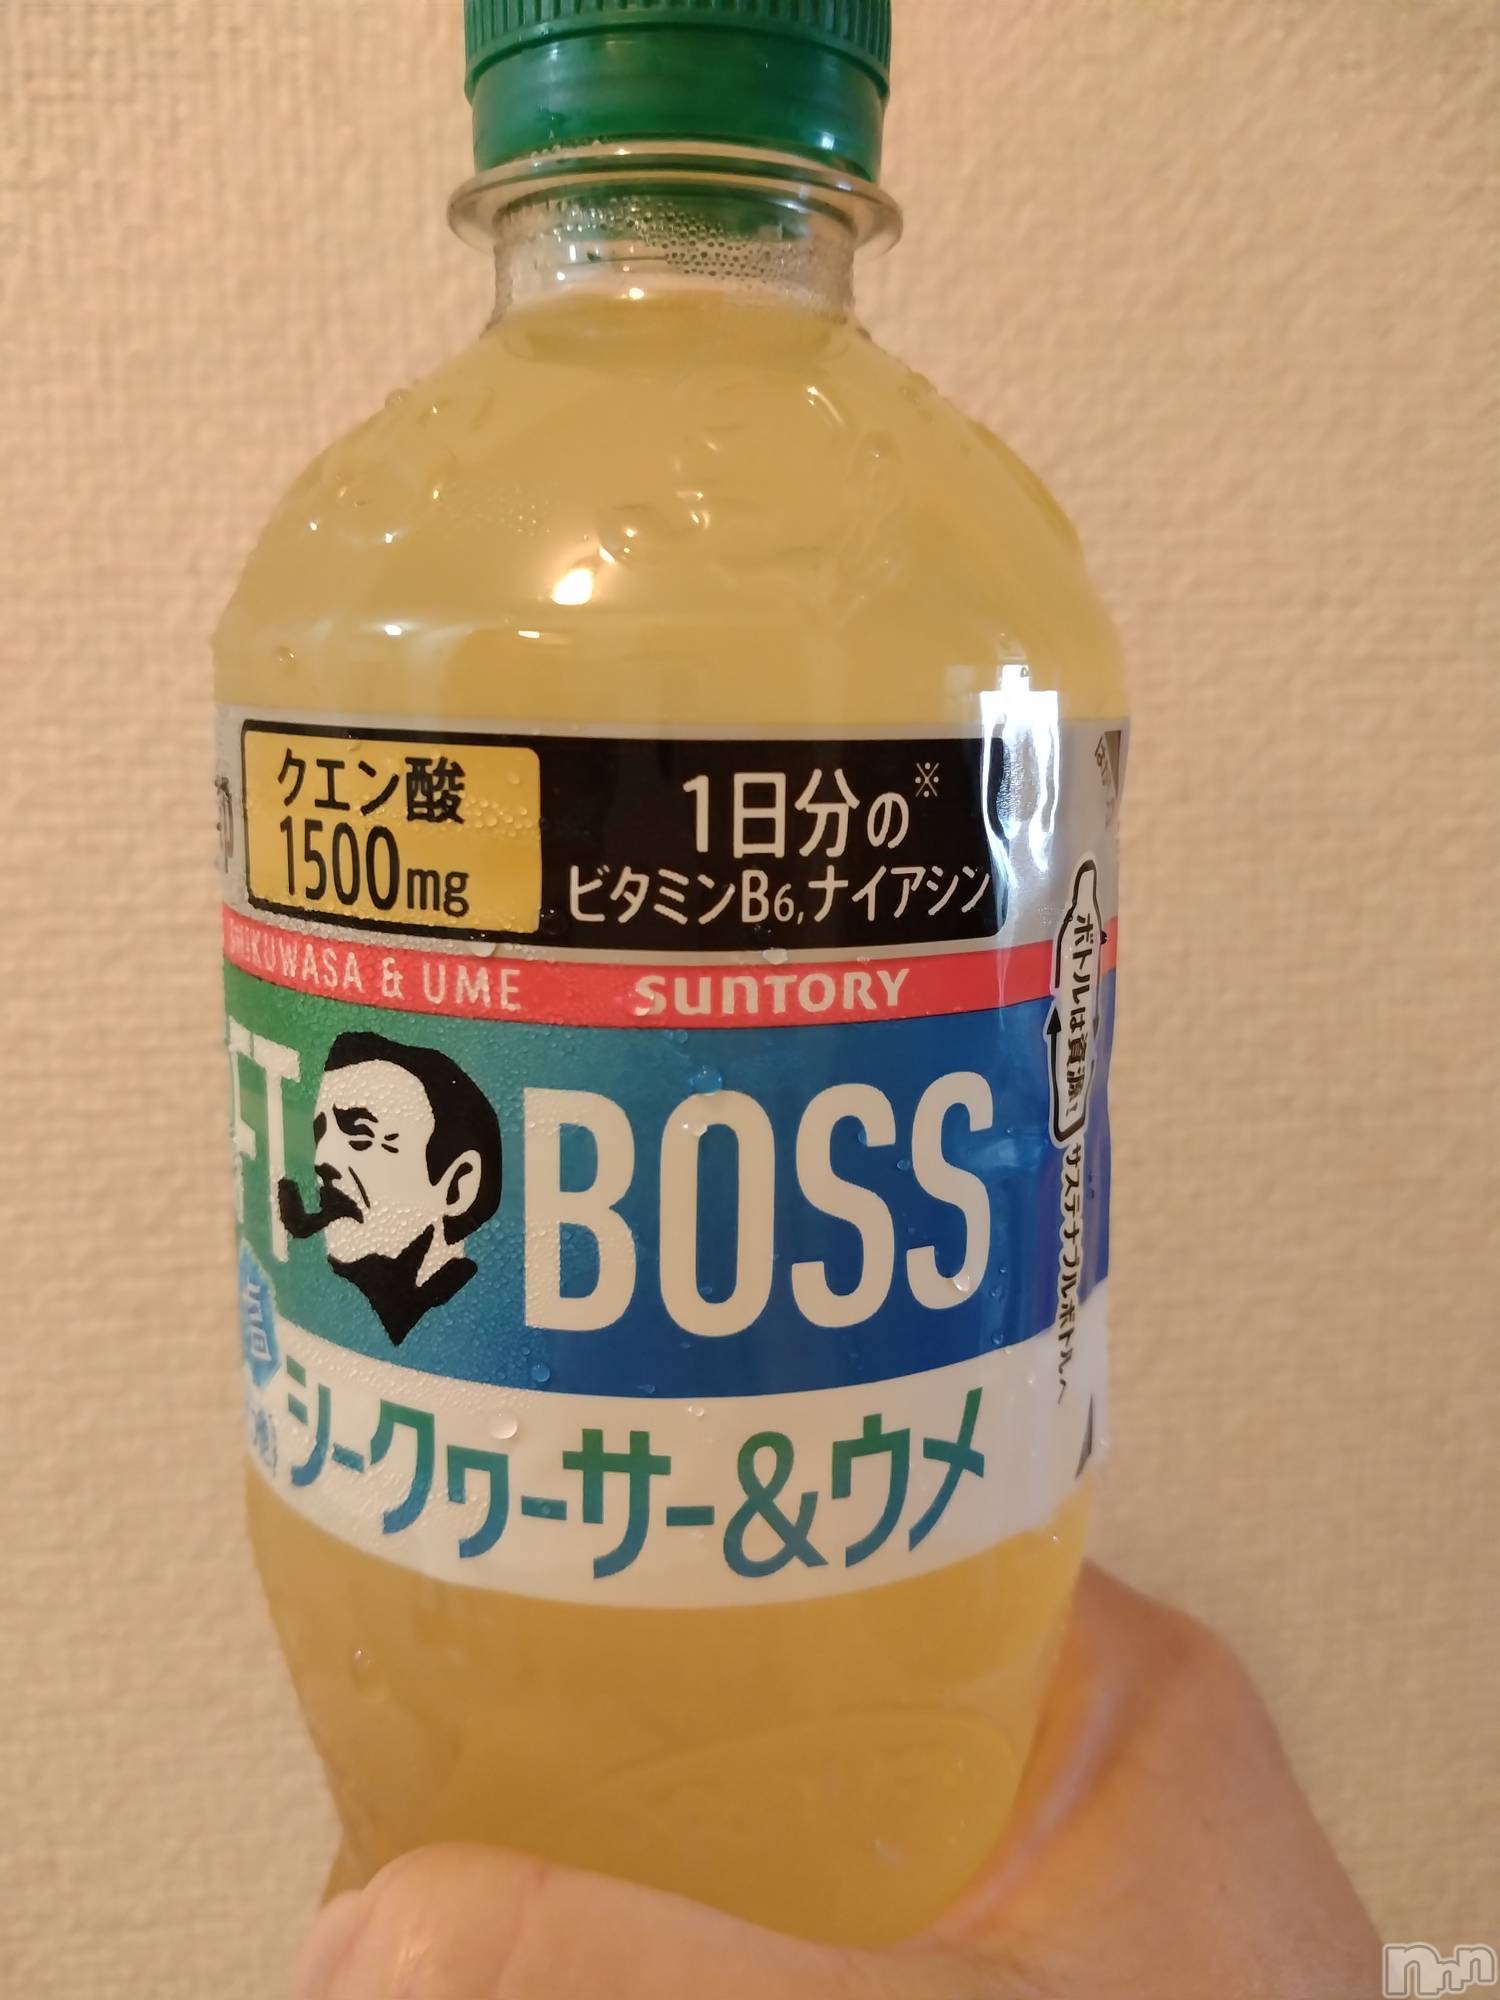 クエン酸
1500mg
1日分の※
ビタミンB6,ナイアシン
SHIKUWASA & UME
SUNTORY
BOSS
シークヮーサー&ウメ
ボトルは資源!
サステナブルボトルへ
nnn